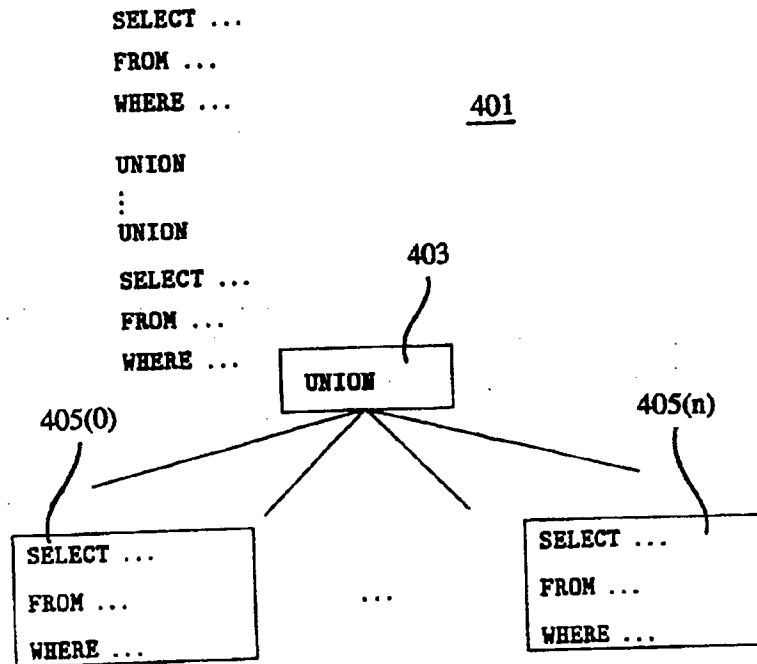 SELECT ...
FROM ...
WHERE ...
401
UNION
⋮
UNION
403
SELECT ...
FROM ...
WHERE ...
UNION
405(0)
405(n)
SELECT ...
FROM ...
WHERE ...
...
SELECT ...
FROM ...
WHERE ...